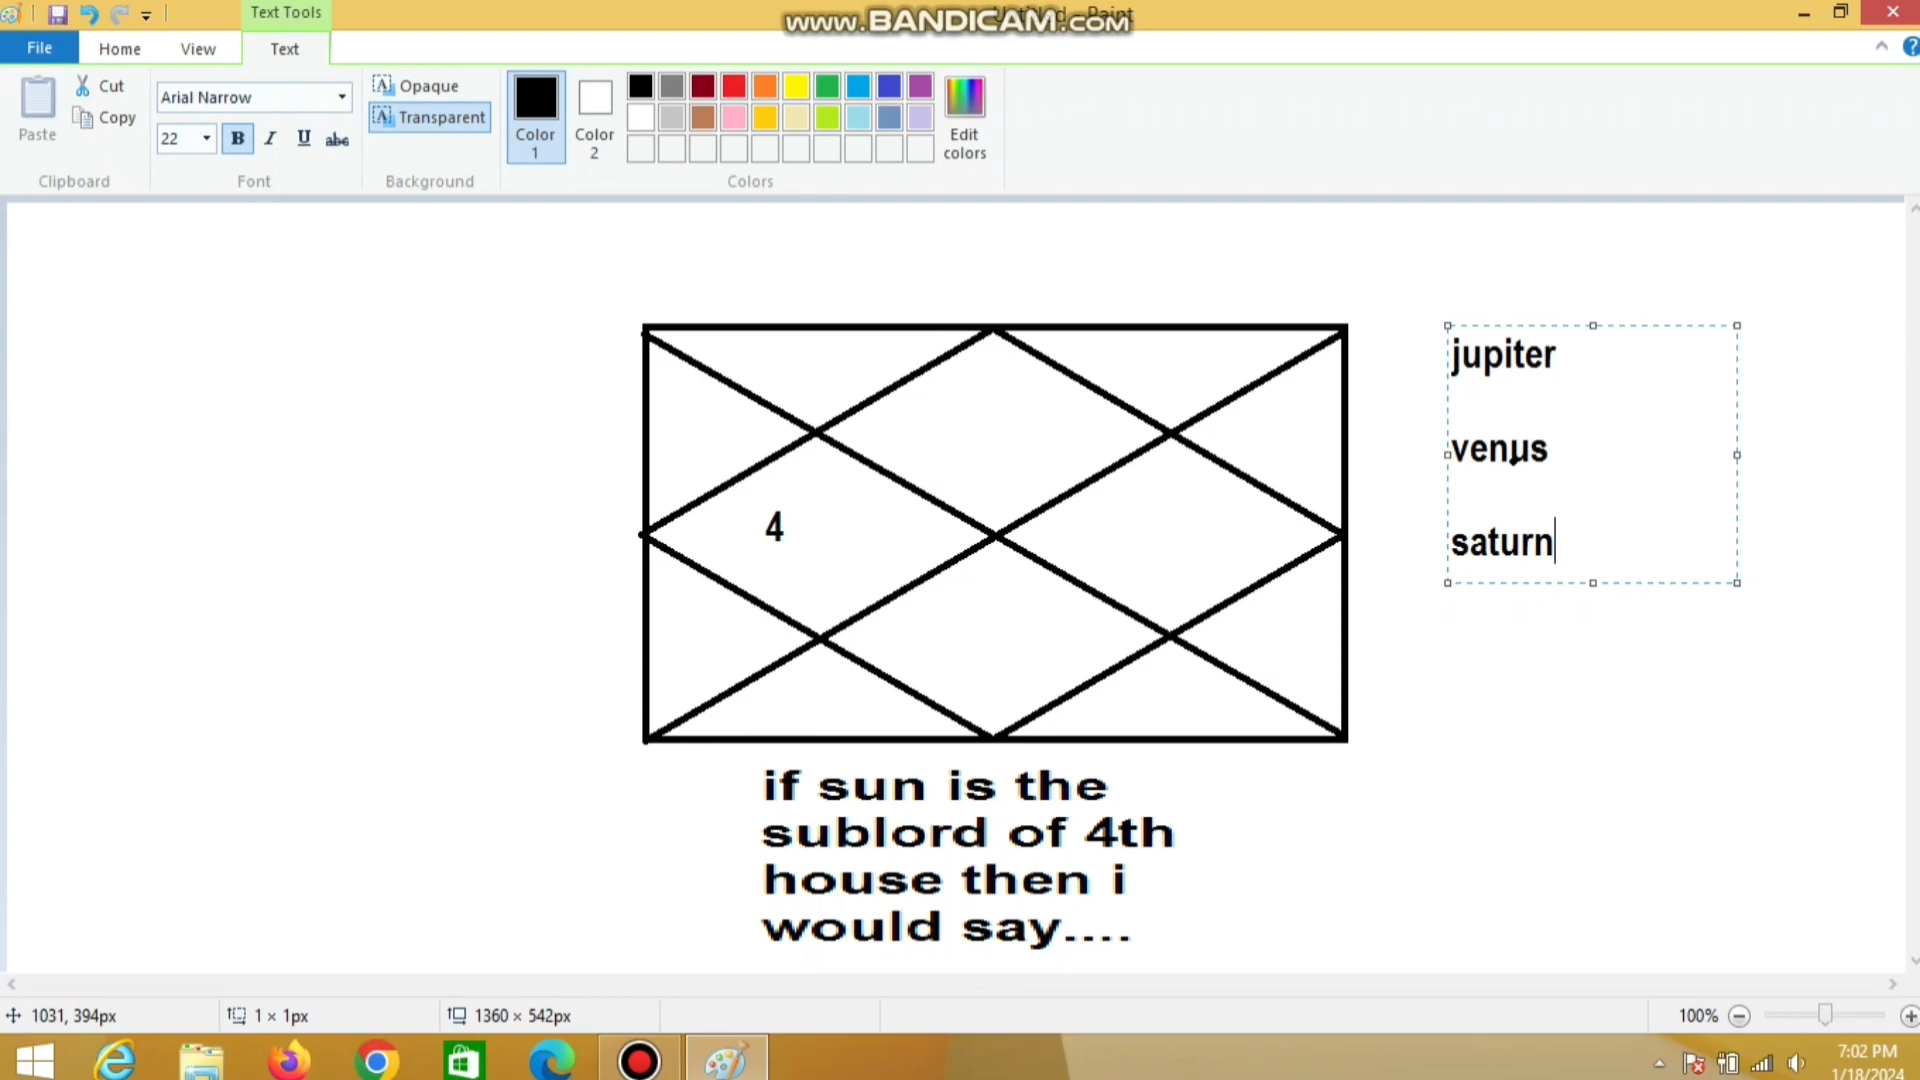 Text Tools
www.BANDICAM.com
File
Home
View
Text
Paste
Cut
Copy
Clipboard
Arial Narrow
22
B
I
U
abc
Font
Opaque
Transparent
Background
Color 1
Color 2
Edit colors
Colors
jupiter
venus
saturn
4
if sun is the
sublord of 4th
house then i
would say....
1031, 394px
1 × 1px
1360 × 542px
100%
7:02 PM
1/18/2024